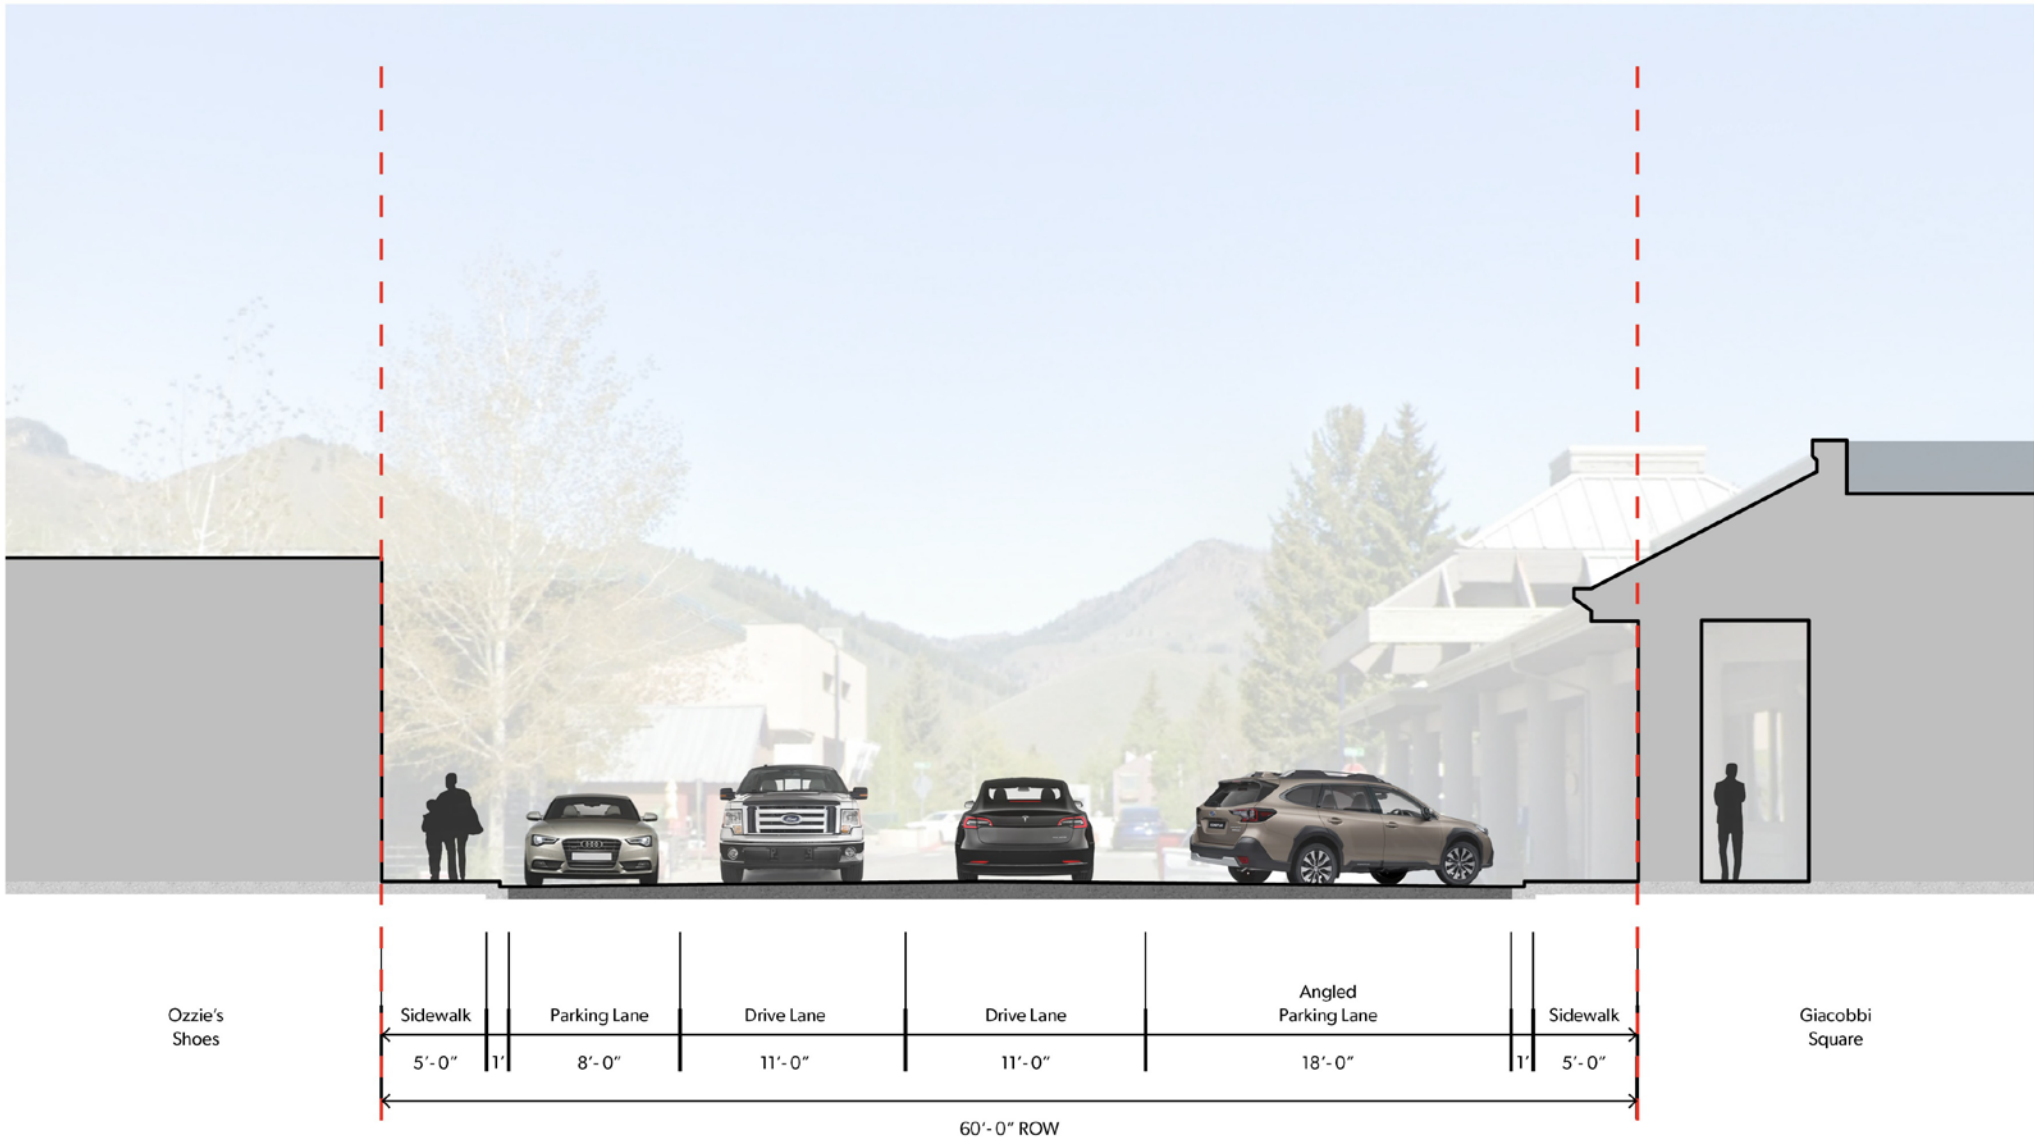 Ozzie's
Shoes
Sidewalk
Parking Lane
Drive Lane
Drive Lane
Angled
Parking Lane
Sidewalk
Giacobbi
Square
5'-0"
1'
8'-0"
11'-0"
11'-0"
18'-0"
1'
5'-0"
60'-0" ROW